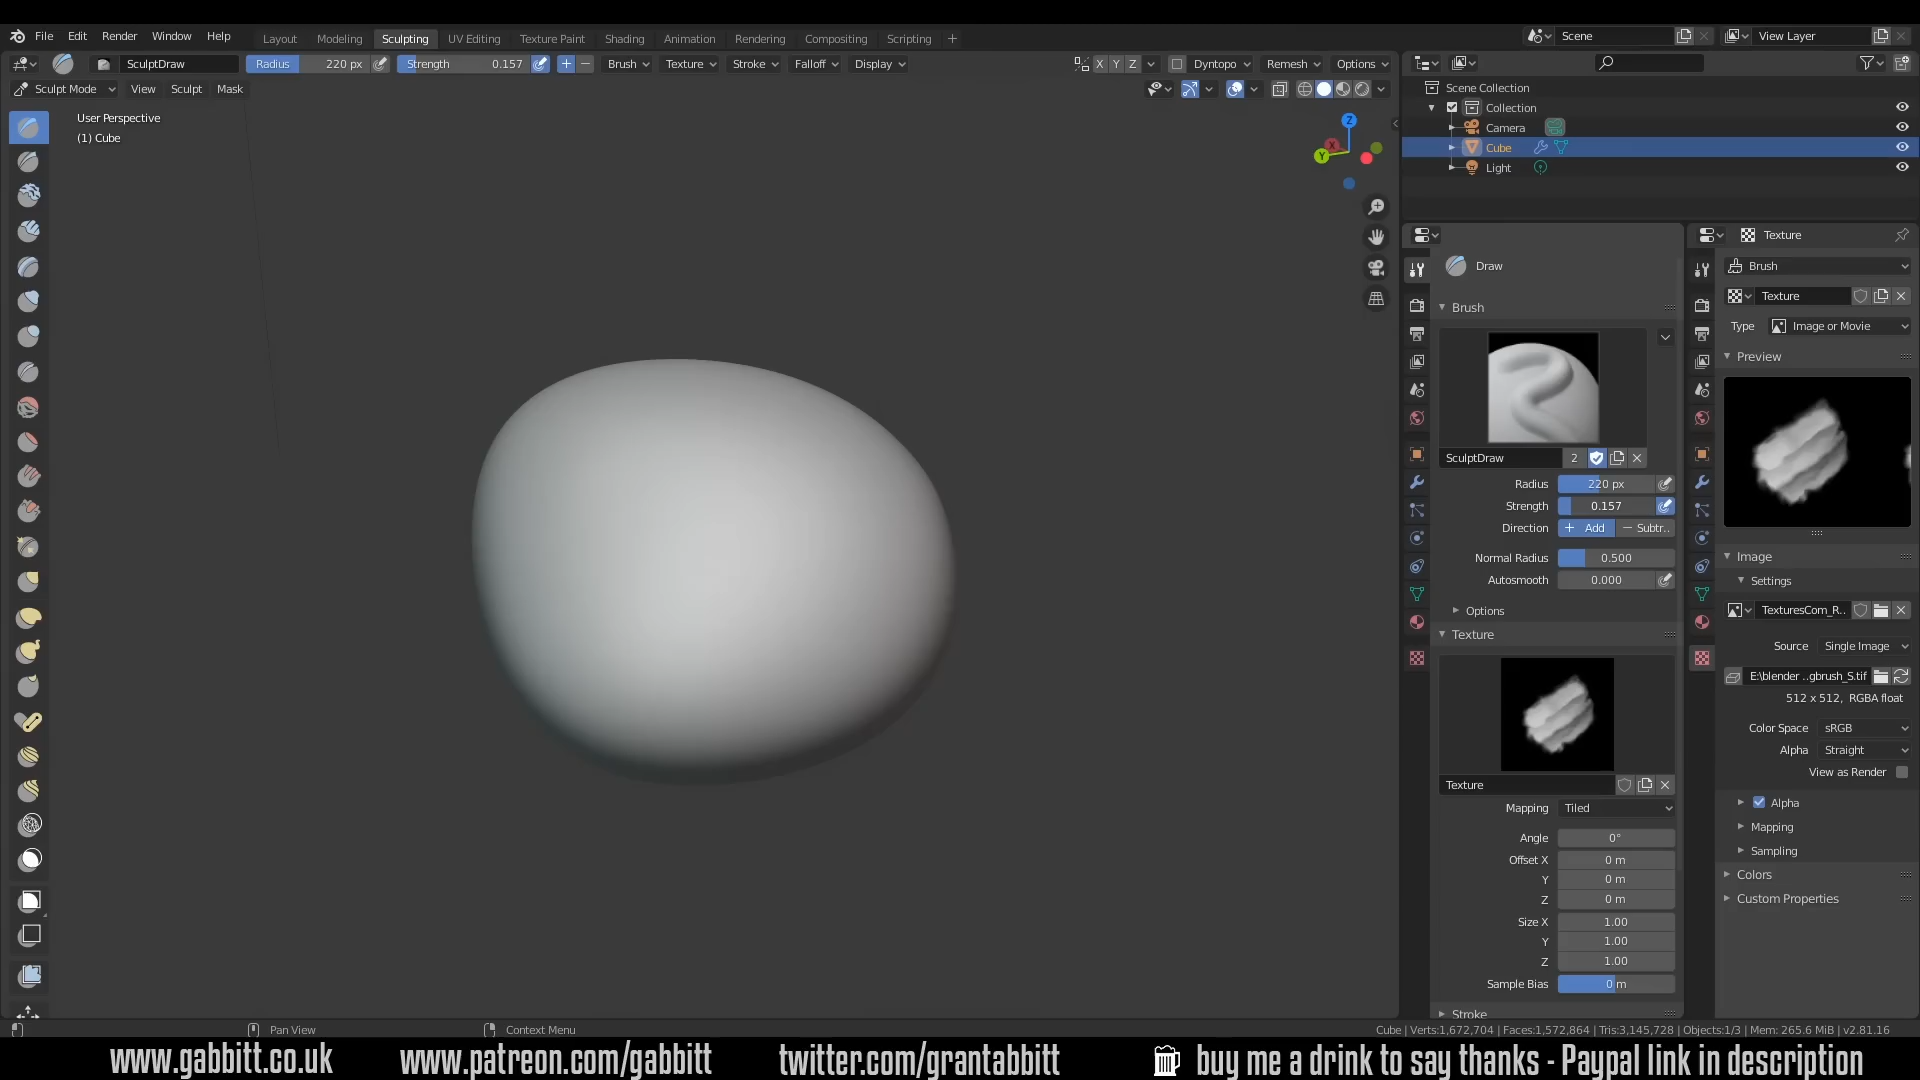 File Edit Render Window Help Layout Modeling Sculpting UV Editing Texture Paint Shading Animation Rendering Compositing Scripting + Scene View Layer
SculptDraw Radius 220 px Strength 0.157 + − Brush Texture Stroke Falloff Display X Y Z Dyntopo Remesh Options
Sculpt Mode View Sculpt Mask
User Perspective
(1) Cube
Z
X
Y
Scene Collection
Collection
Camera
Cube
Light
Draw
Brush
SculptDraw 2
Radius 220 px
Strength 0.157
Direction + Add − Subtr..
Normal Radius 0.500
Autosmooth 0.000
Options
Texture
Texture
Mapping Tiled
Angle 0°
Offset X 0 m
Y 0 m
Z 0 m
Size X 1.00
Y 1.00
Z 1.00
Sample Bias 0 m
Stroke
Texture
Brush
Texture
Type Image or Movie
Preview
Image
Settings
TexturesCom_R..
Source Single Image
E:\blender ..gbrush_S.tif
512 x 512, RGBA float
Color Space sRGB
Alpha Straight
View as Render
Alpha
Mapping
Sampling
Colors
Custom Properties
Pan View Context Menu Cube | Verts:1,672,704 | Faces:1,572,864 | Tris:3,145,728 | Objects:1/3 | Mem: 265.6 MiB | v2.81.16
www.gabbitt.co.uk www.patreon.com/gabbitt twitter.com/grantabbitt buy me a drink to say thanks - Paypal link in description